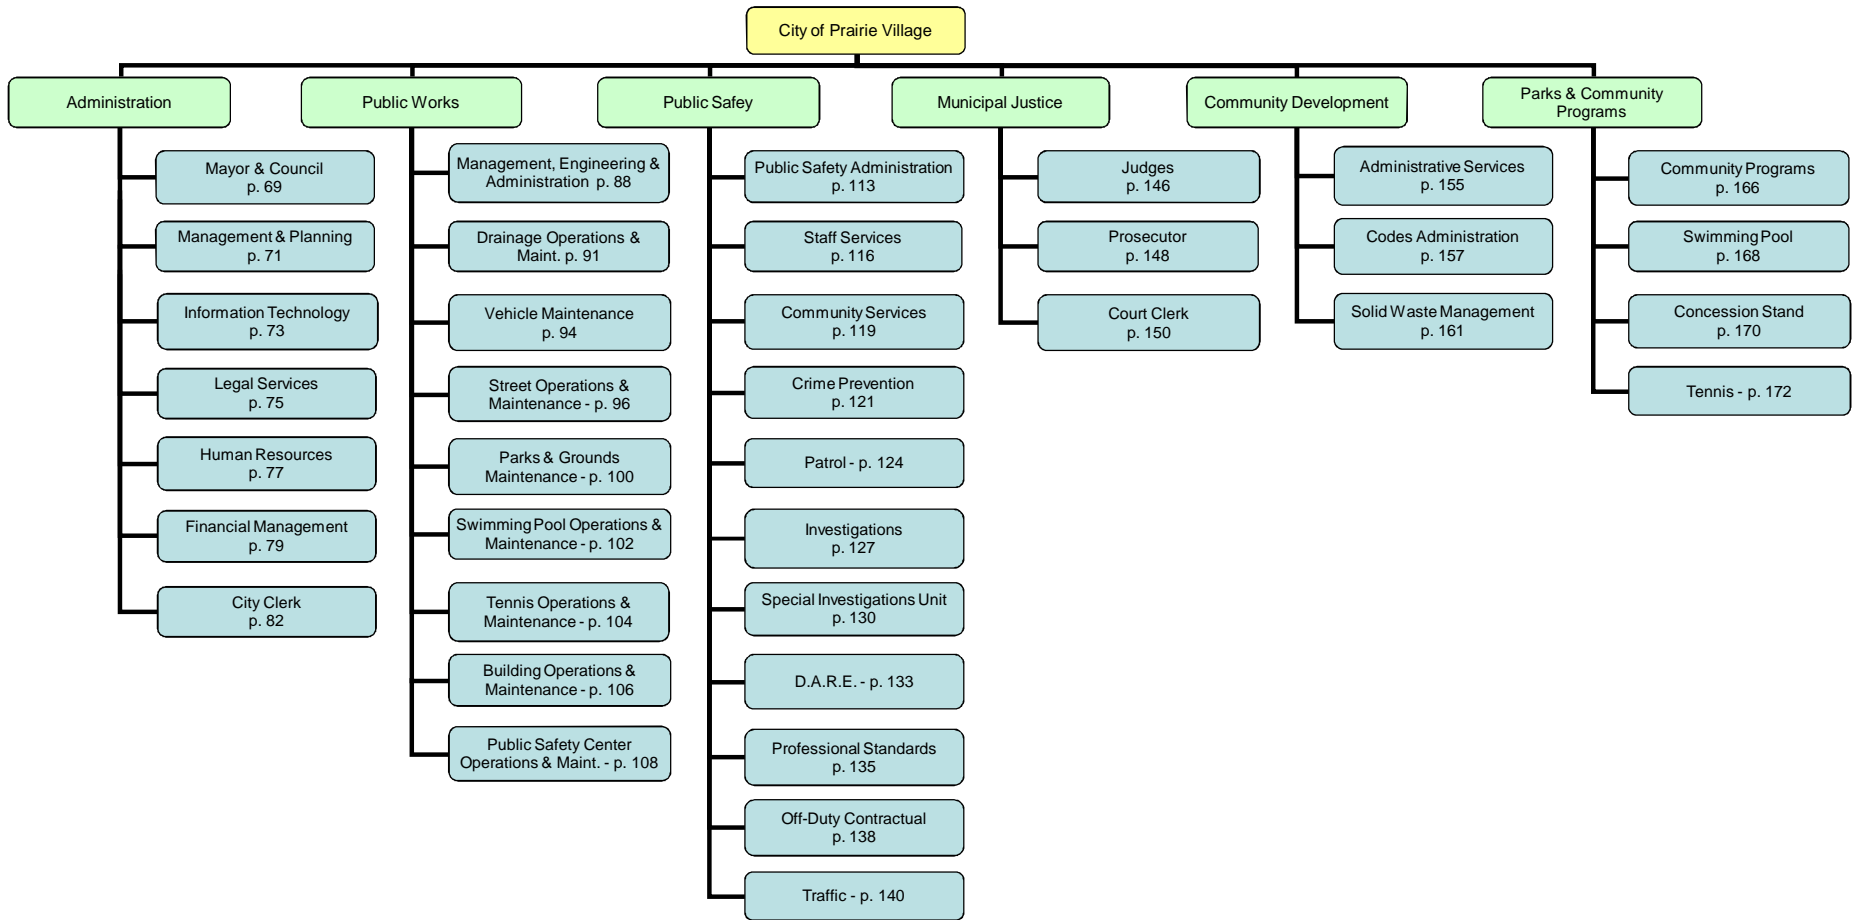 City of Prairie Village
Administration
Public Works
Public Safey
Municipal Justice
Community Development
Parks & Community
Programs
Mayor & Council
p. 69
Management & Planning
p. 71
Information Technology
p. 73
Legal Services
p. 75
Human Resources
p. 77
Financial Management
p. 79
City Clerk
p. 82
Management, Engineering &
Administration p. 88
Drainage Operations &
Maint. p. 91
Vehicle Maintenance
p. 94
Street Operations &
Maintenance - p. 96
Parks & Grounds
Maintenance - p. 100
Swimming Pool Operations &
Maintenance - p. 102
Tennis Operations &
Maintenance - p. 104
Building Operations &
Maintenance - p. 106
Public Safety Center
Operations & Maint. - p. 108
Public Safety Administration
p. 113
Staff Services
p. 116
Community Services
p. 119
Crime Prevention
p. 121
Patrol - p. 124
Investigations
p. 127
Special Investigations Unit
p. 130
D.A.R.E. - p. 133
Professional Standards
p. 135
Off-Duty Contractual
p. 138
Traffic - p. 140
Judges
p. 146
Prosecutor
p. 148
Court Clerk
p. 150
Administrative Services
p. 155
Codes Administration
p. 157
Solid Waste Management
p. 161
Community Programs
p. 166
Swimming Pool
p. 168
Concession Stand
p. 170
Tennis - p. 172